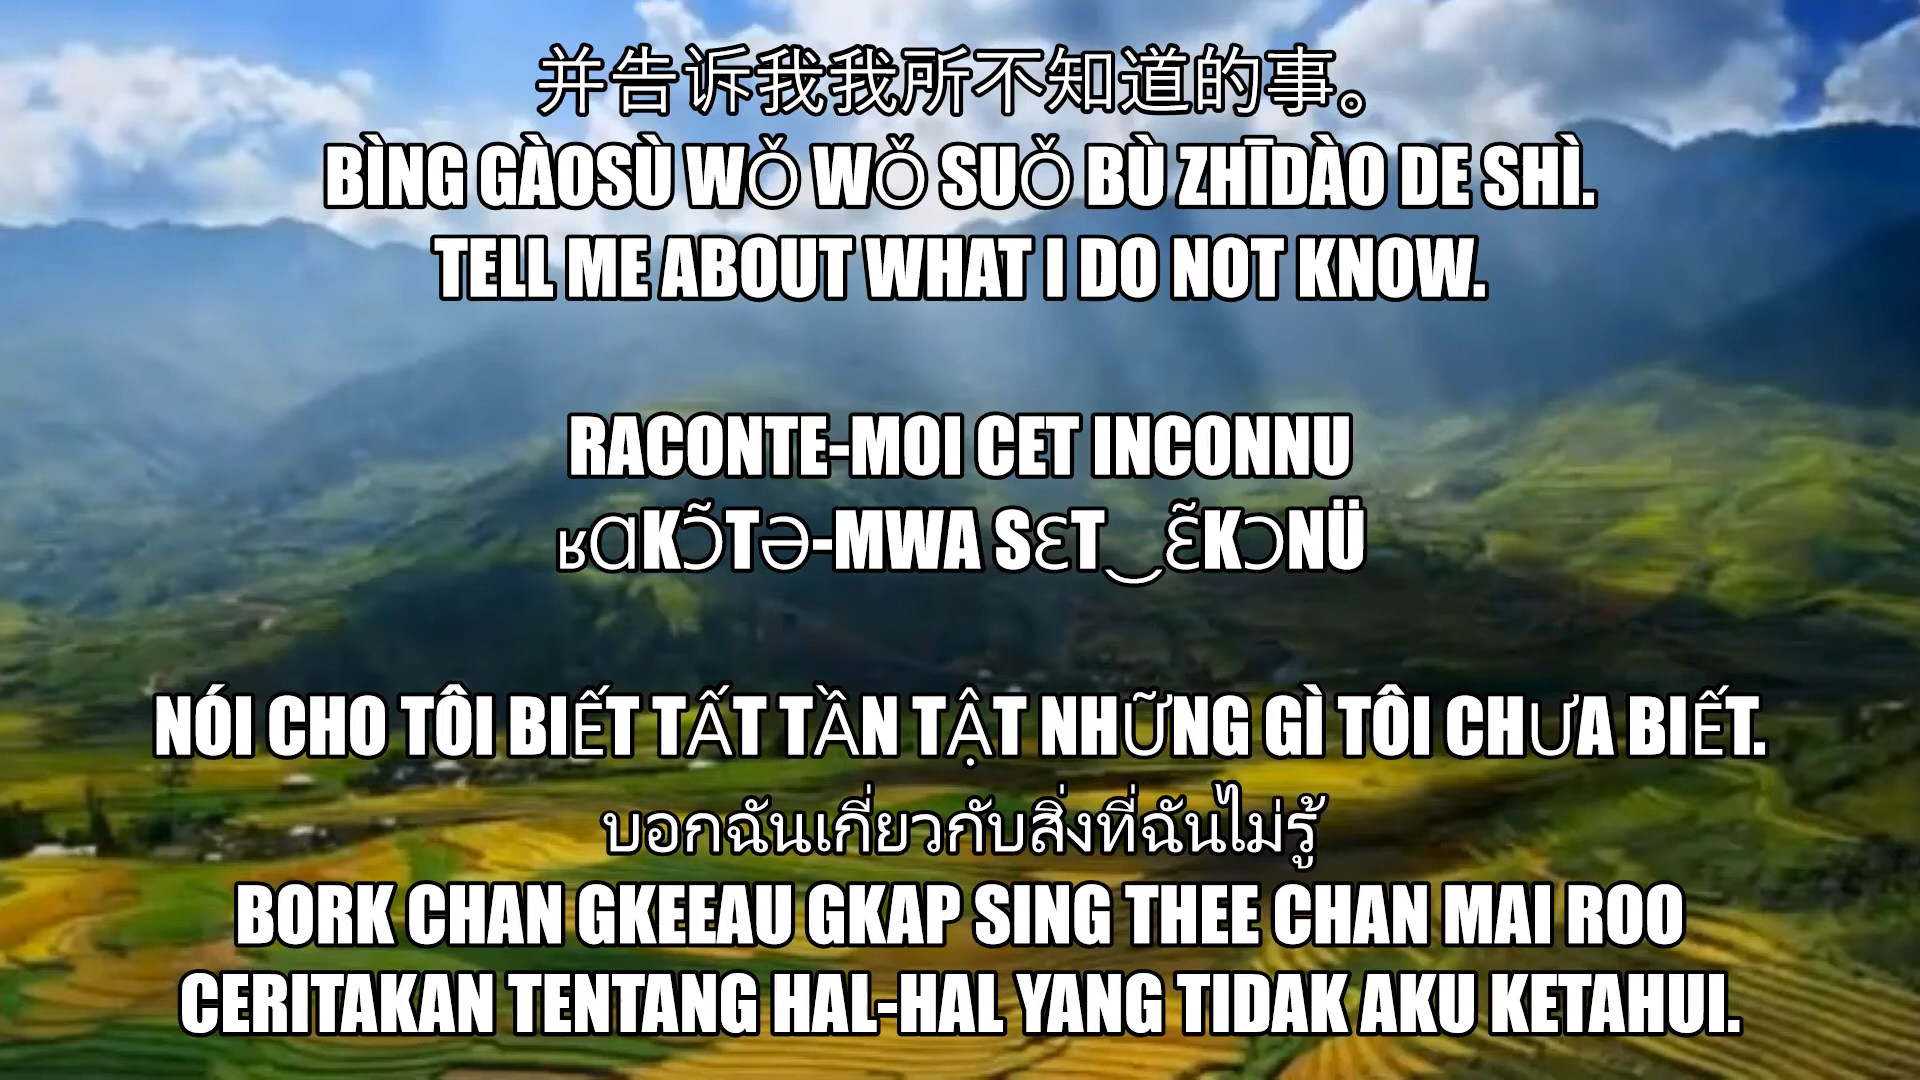 并告诉我我所不知道的事。
BÌNG GÀOSÙ WǑ WǑ SUǑ BÙ ZHĪDÀO DE SHÌ.
TELL ME ABOUT WHAT I DO NOT KNOW.
RACONTE-MOI CET INCONNU
ʁⱭKƆ̃TƏ-MWA SƐT‿Ɛ̃KƆNÜ
NÓI CHO TÔI BIẾT TẤT TẦN TẬT NHỮNG GÌ TÔI CHƯA BIẾT.
บอกฉันเกี่ยวกับสิ่งที่ฉันไม่รู้
BORK CHAN GKEEAU GKAP SING THEE CHAN MAI ROO
CERITAKAN TENTANG HAL-HAL YANG TIDAK AKU KETAHUI.